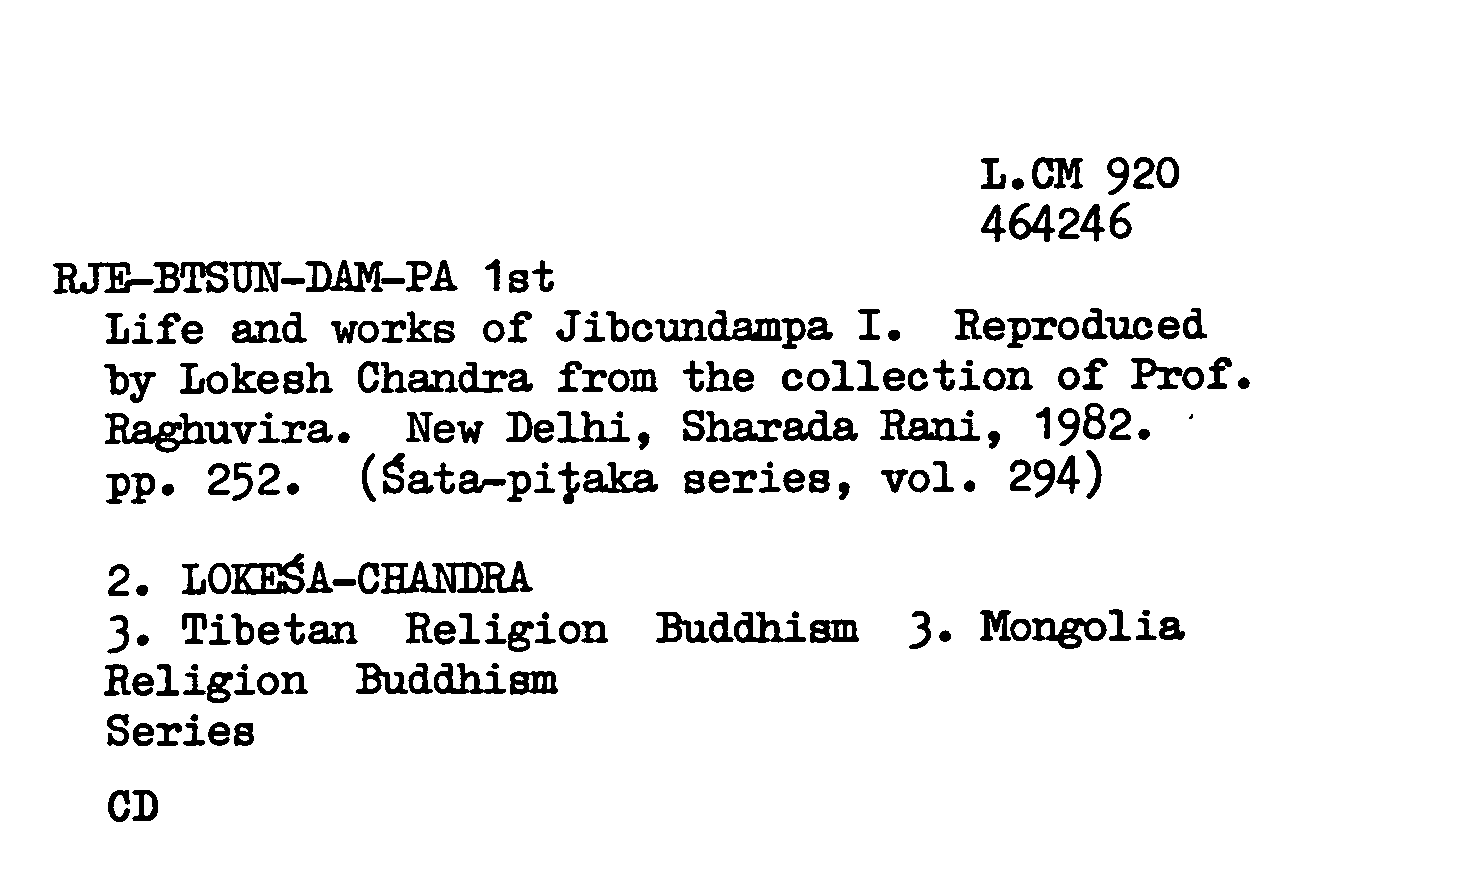 L.CM 920
464246
RJE-BTSUN-DAM-PA 1st
Life and works of Jibcundampa I. Reproduced
by Lokesh Chandra from the collection of Prof.
Raghuvira. New Delhi, Sharada Rani, 1982.
pp. 252. (Śata-piṭaka series, vol. 294)
2. LOKEŚA-CHANDRA
3. Tibetan Religion Buddhism 3. Mongolia
Religion Buddhism
Series
CD